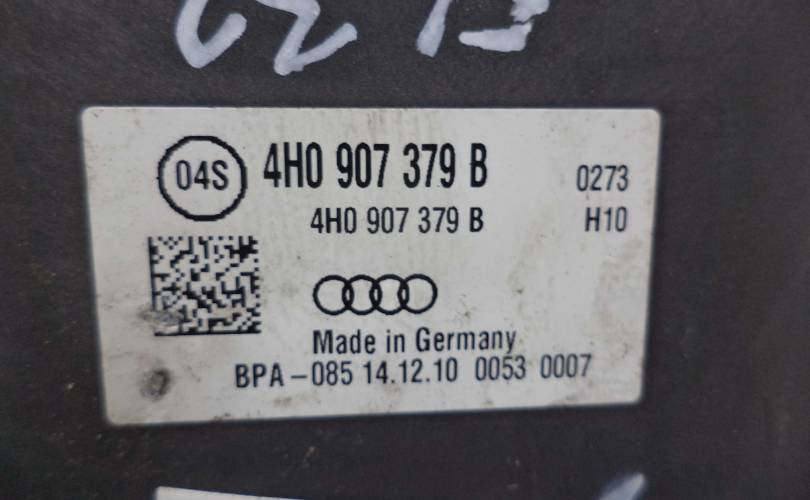 04S 4H0 907 379 B 0273
4H0 907 379 B H10
Made in Germany
BPA-085 14.12.10 0053 0007